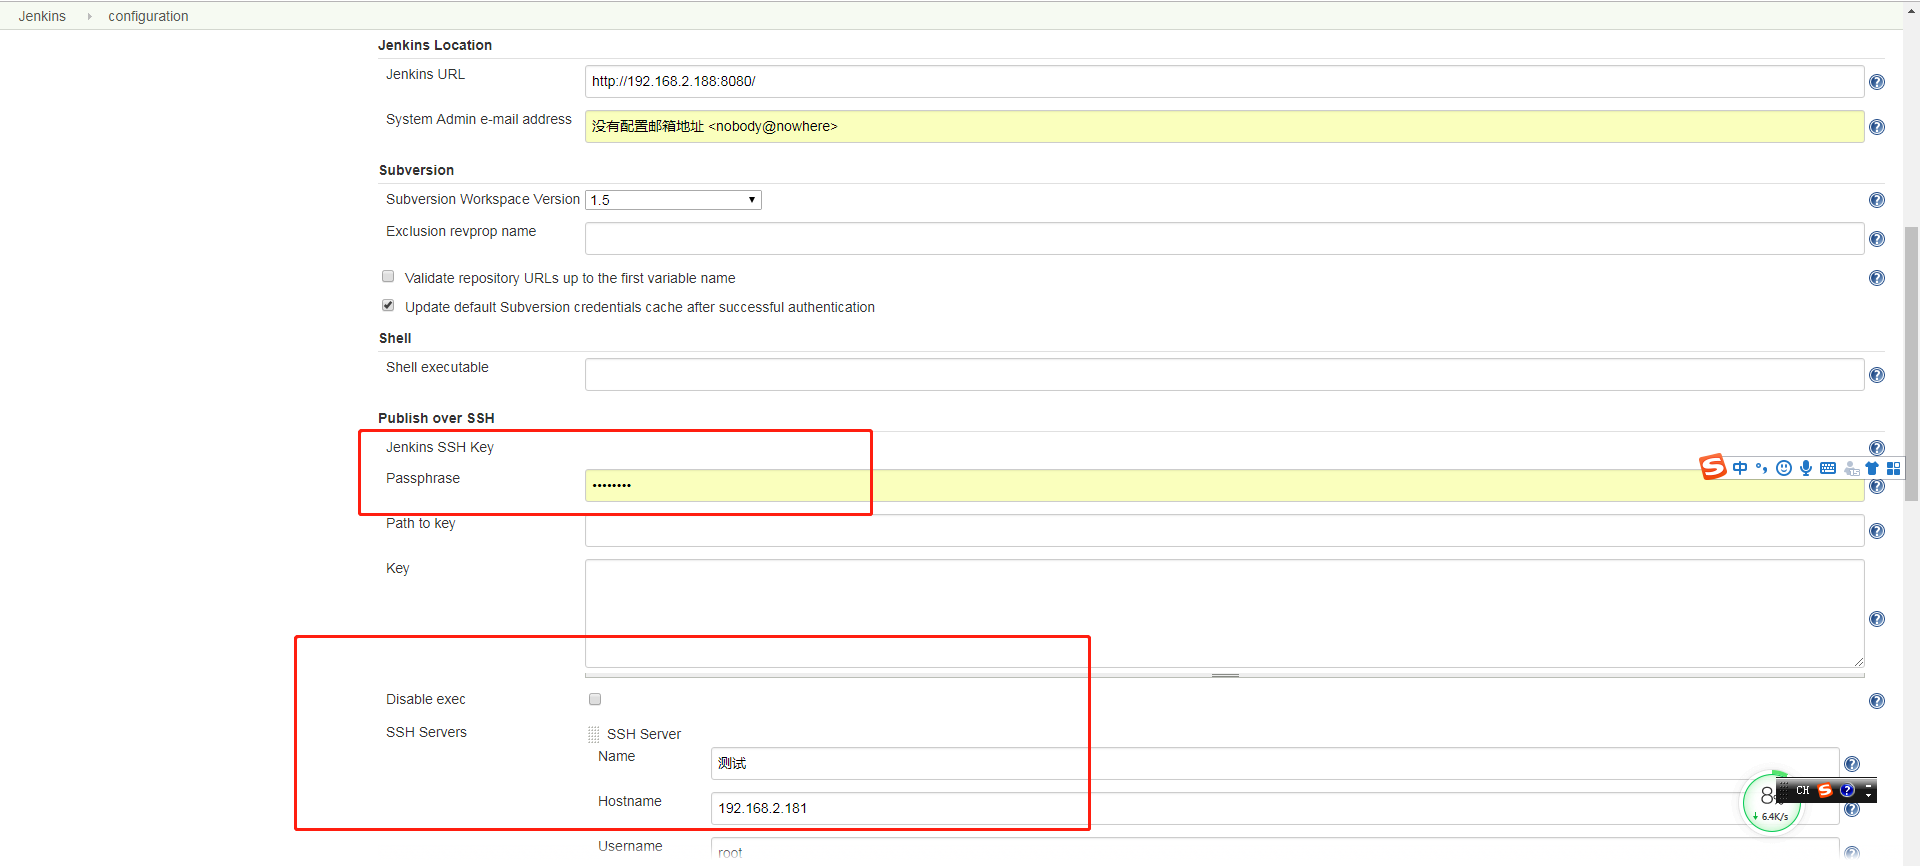 Jenkins configuration
Jenkins Location
Jenkins URL
http://192.168.2.188:8080/
System Admin e-mail address
没有配置邮箱地址 <nobody@nowhere>
Subversion
Subversion Workspace Version
1.5
Exclusion revprop name
Validate repository URLs up to the first variable name
Update default Subversion credentials cache after successful authentication
Shell
Shell executable
Publish over SSH
Jenkins SSH Key
中
Passphrase
••••••••
Path to key
Key
Disable exec
SSH Servers
SSH Server
Name
测试
CH
Hostname
192.168.2.181
6.4K/s
Username
root